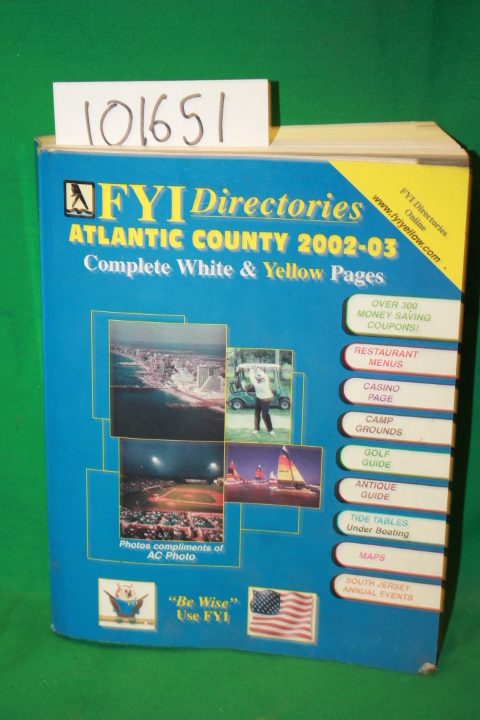 101651
FYI Directories
ATLANTIC COUNTY 2002-03
Complete White & Yellow Pages
FYI Directories
Online
www.fyiyellow.com
OVER 300
MONEY SAVING
COUPONS!
RESTAURANT
MENUS
CASINO
PAGE
CAMP
GROUNDS
GOLF
GUIDE
ANTIQUE
GUIDE
TIDE TABLES
Under Boating
MAPS
SOUTH JERSEY
ANNUAL EVENTS
Photos compliments of
AC Photo
"Be Wise"
Use FYI